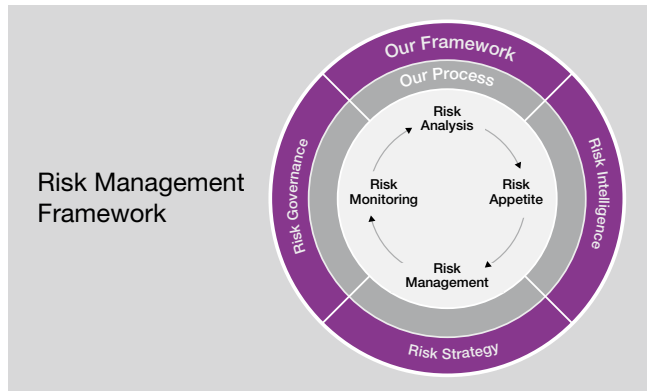 Risk Management
Framework
Our Framework
Our Process
Risk
Analysis
Risk Governance
Risk
Monitoring
Risk
Appetite
Risk Intelligence
Risk
Management
Risk Strategy